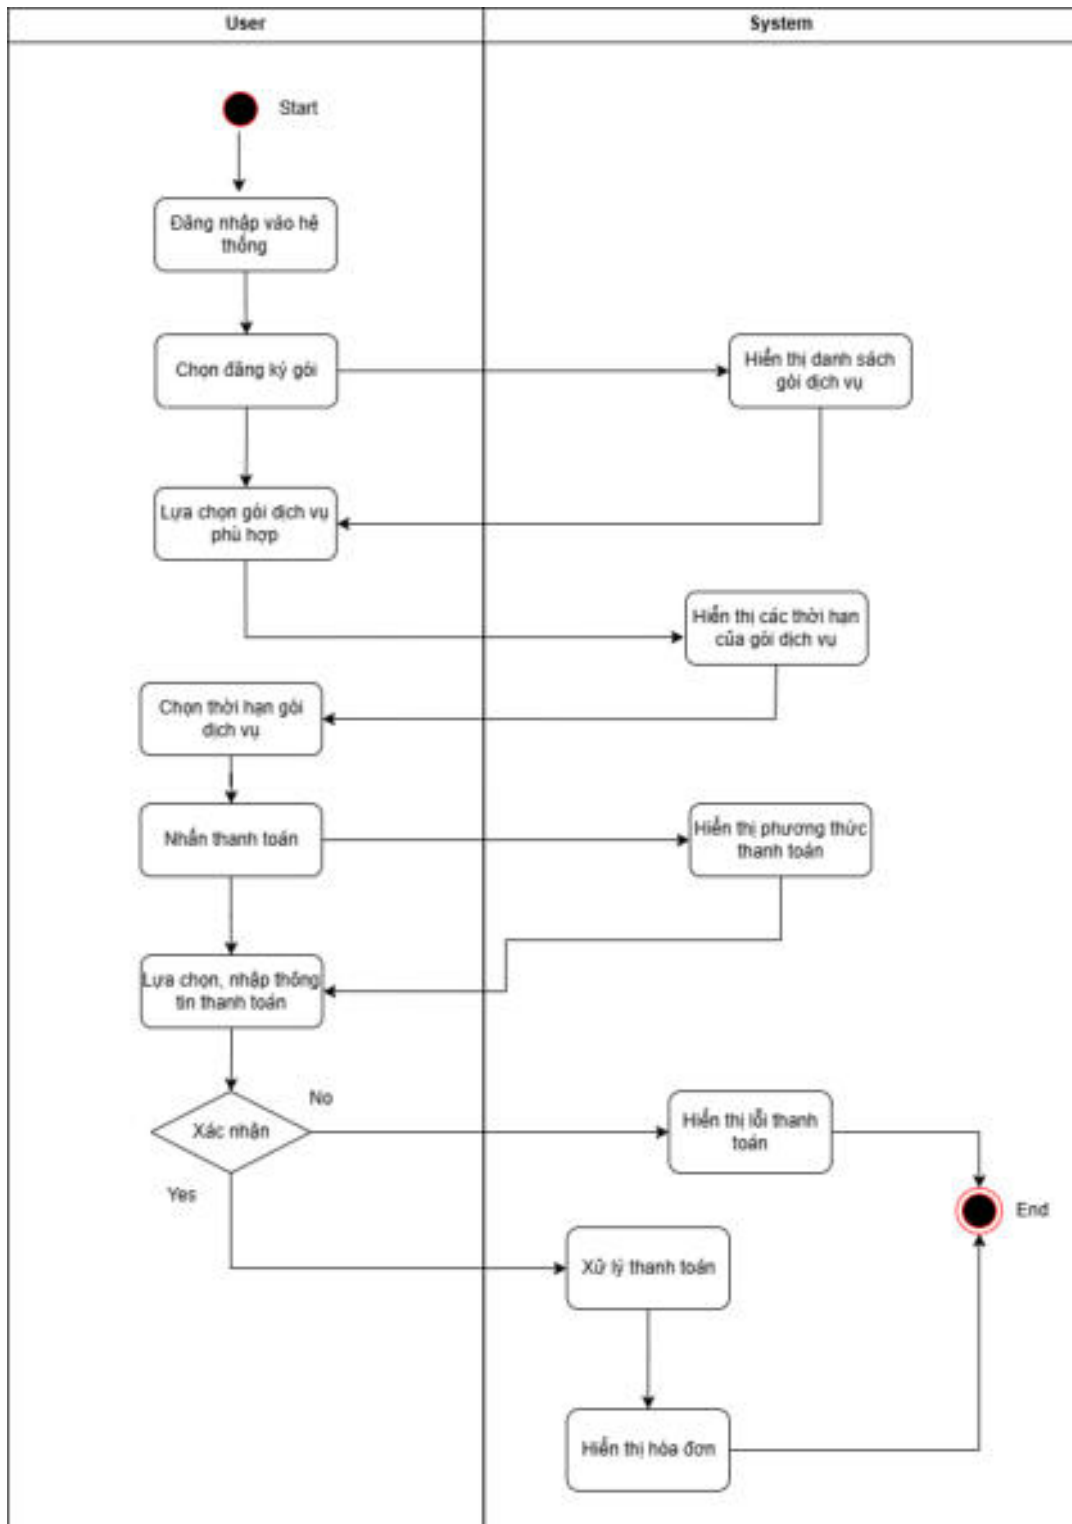 User
System
Start
Đăng nhập vào hệ
thống
Chọn đăng ký gói
Hiển thị danh sách
gói dịch vụ
Lựa chọn gói dịch vụ
phù hợp
Hiển thị các thời hạn
của gói dịch vụ
Chọn thời hạn gói
dịch vụ
Nhấn thanh toán
Hiển thị phương thức
thanh toán
Lựa chọn, nhập thông
tin thanh toán
No
Xác nhận
Hiển thị lỗi thanh
toán
Yes
End
Xử lý thanh toán
Hiển thị hóa đơn